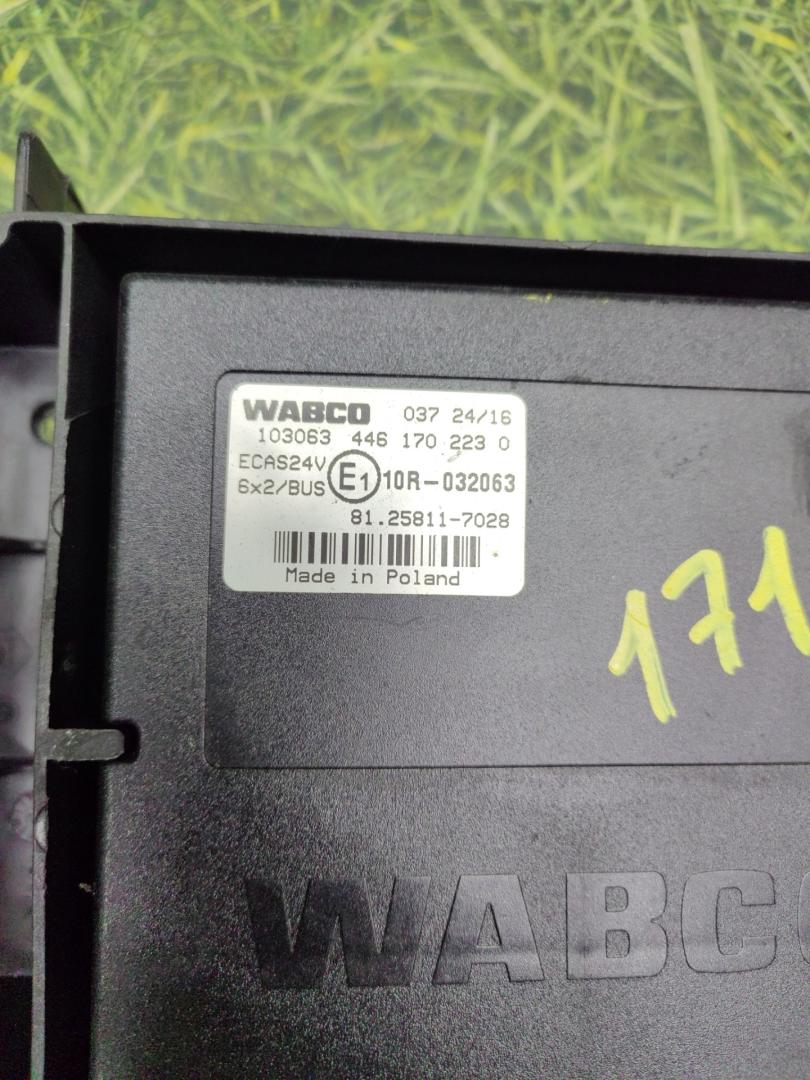 WABCO 037 24/16
103063 446 170 223 0
ECAS24V
6x2/BUS E1 10R-032063
81.25811-7028
Made in Poland
171
WABCO